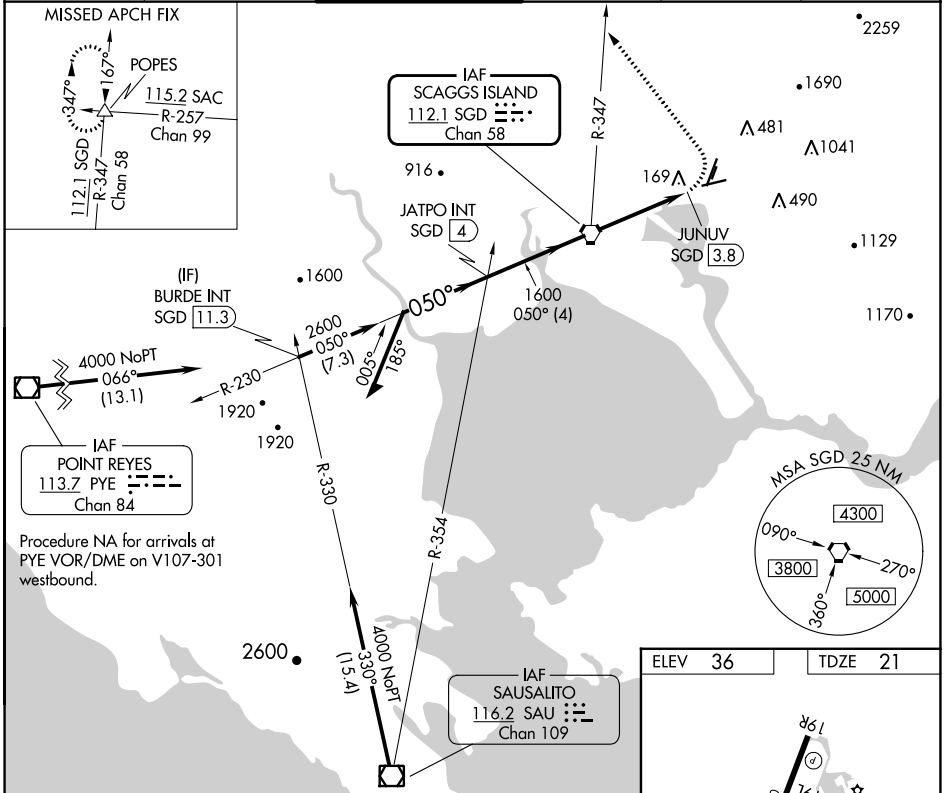 MISSED APCH FIX
347°
167°
POPES
115.2 SAC
R-257
Chan 99
112.1 SGD
R-347
Chan 58
IAF
SCAGGS ISLAND
112.1 SGD
Chan 58
R-347
2259
1690
481
1041
490
1129
1170
916
169
JATPO INT
SGD 4
JUNUV
SGD 3.8
1600
(IF)
BURDE INT
SGD 11.3
2600
050°
(7.3)
050°
1600
050° (4)
005°
185°
4000 NoPT
066°
(13.1)
R-230
1920
1920
IAF
POINT REYES
113.7 PYE
Chan 84
Procedure NA for arrivals at
PYE VOR/DME on V107-301
westbound.
R-330
R-354
MSA SGD 25 NM
4300
090°
3800
270°
5000
360°
2600
4000 NoPT
330°
(15.4)
IAF
SAUSALITO
116.2 SAU
Chan 109
ELEV 36
TDZE 21
19R
P
19L